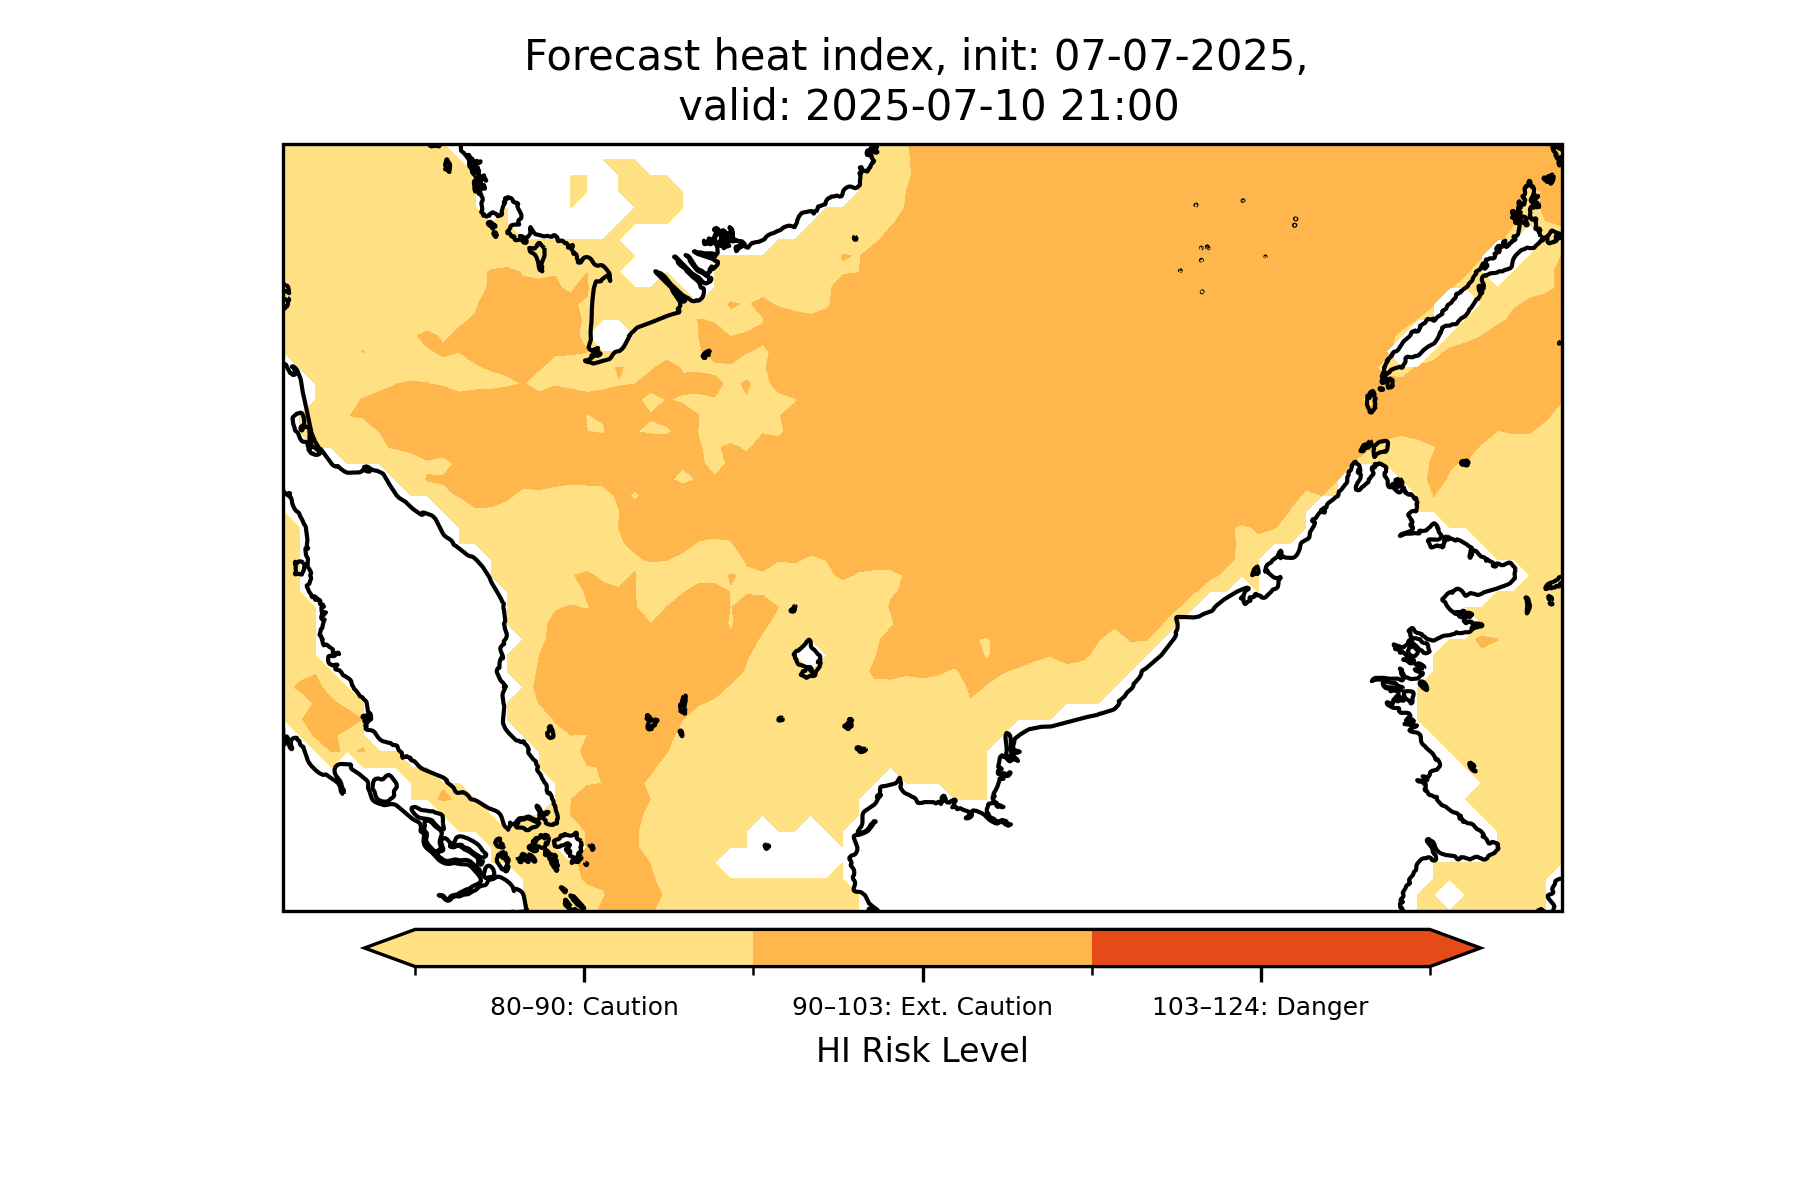 Forecast heat index, init: 07-07-2025,
valid: 2025-07-10 21:00
80–90: Caution
90–103: Ext. Caution
103–124: Danger
HI Risk Level